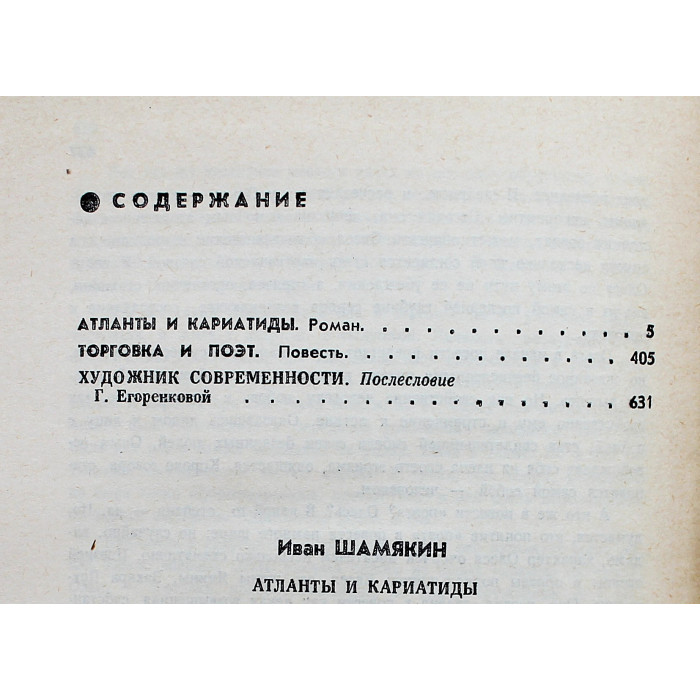 СОДЕРЖАНИЕ
АТЛАНТЫ И КАРИАТИДЫ. Роман. . . . . . . . . . . . . 5
ТОРГОВКА И ПОЭТ. Повесть. . . . . . . . . . . . . 405
ХУДОЖНИК СОВРЕМЕННОСТИ. Послесловие
Г. Егоренковой . . . . . . . . . . . . . 631
Иван ШАМЯКИН
АТЛАНТЫ И КАРИАТИДЫ